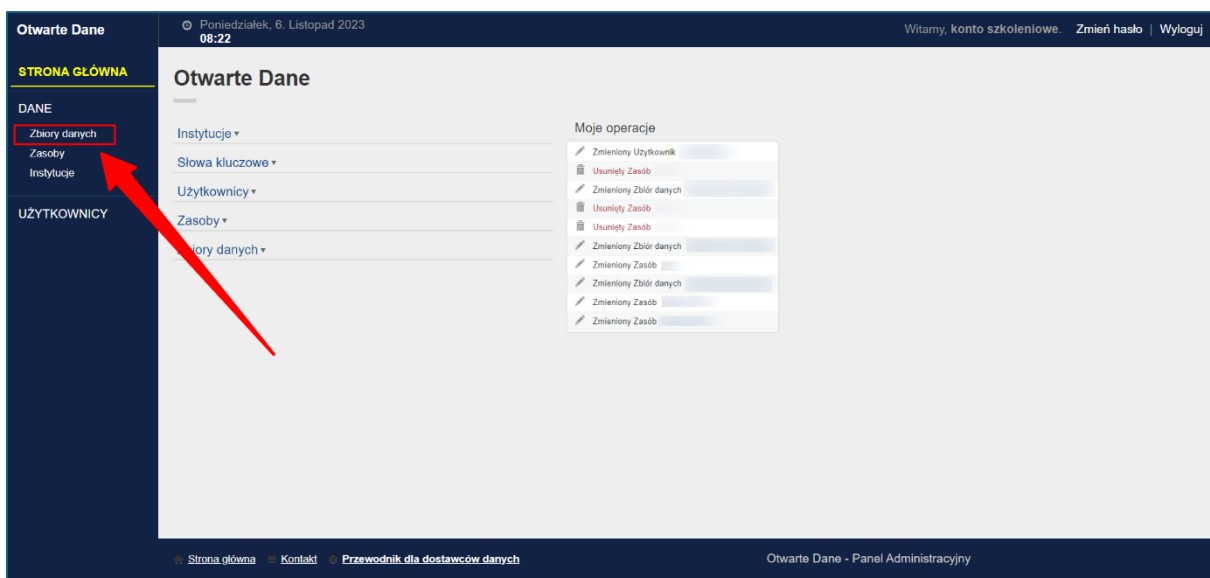 Otwarte Dane
Poniedziałek, 6. Listopad 2023
08:22
Witamy, konto szkoleniowe. Zmień hasło | Wyloguj
STRONA GŁÓWNA
DANE
Zbiory danych
Zasoby
Instytucje
UŻYTKOWNICY
Otwarte Dane
Instytucje
Słowa kluczowe
Użytkownicy
Zasoby
danych
Moje operacje
Zmieniony Uzytkownik
Usunięty Zasób
Zmieniony Zbiór danych
Usunięty Zasób
Usunięty Zasób
Zmieniony Zbiór danych
Zmieniony Zasób
Zmieniony Zbiór danych
Zmieniony Zasób
Zmieniony Zasób
Strona główna Kontakt Przewodnik dla dostawców danych
Otwarte Dane - Panel Administracyjny